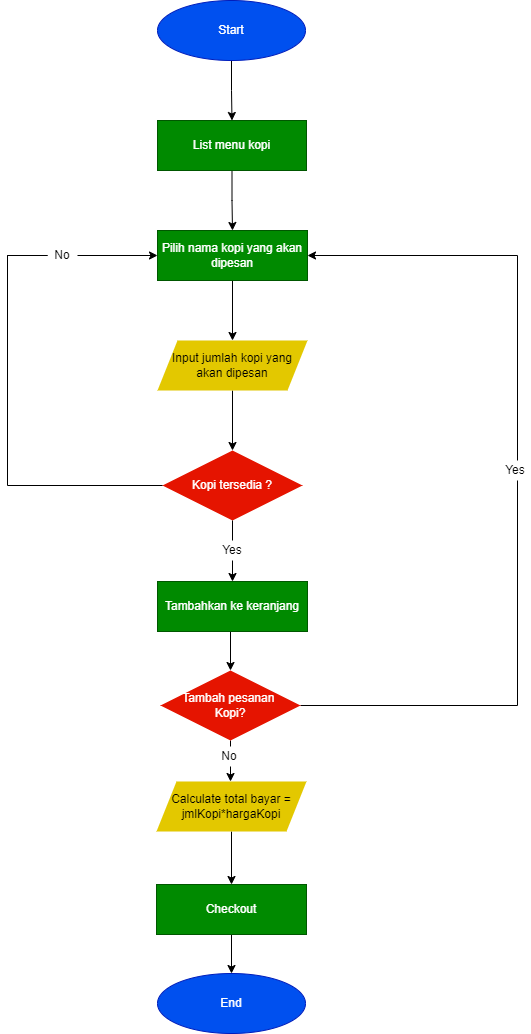 Start
List menu kopi
Pilih nama kopi yang akan
dipesan
No
Input jumlah kopi yang
akan dipesan
Kopi tersedia ?
Yes
Yes
Tambahkan ke keranjang
Tambah pesanan
Kopi?
No
Calculate total bayar =
jmlKopi*hargaKopi
Checkout
End